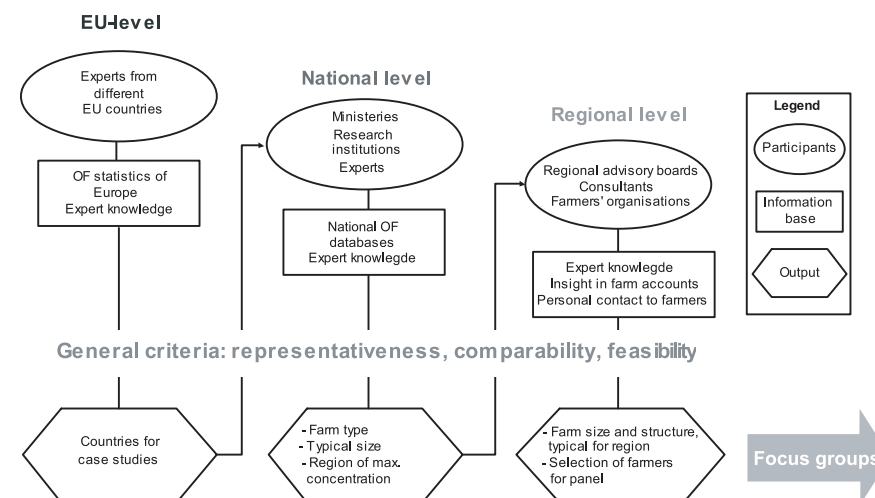 EU-level
Experts from
different
EU countries
OF statistics of
Europe
Expert knowledge
National level
Ministeries
Research
institutions
Experts
National OF
databases
Expert knowlegde
Regional level
Regional advisory boards
Consultants
Farmers' organisations
Expert knowlegde
Insight in farm accounts
Personal contact to farmers
Legend
Participants
Information
base
Output
General criteria: representativeness, comparability, feasibility
Countries for
case studies
- Farm type
- Typical size
- Region of max.
concentration
- Farm size and structure,
typical for region
- Selection of farmers
for panel
Focus groups